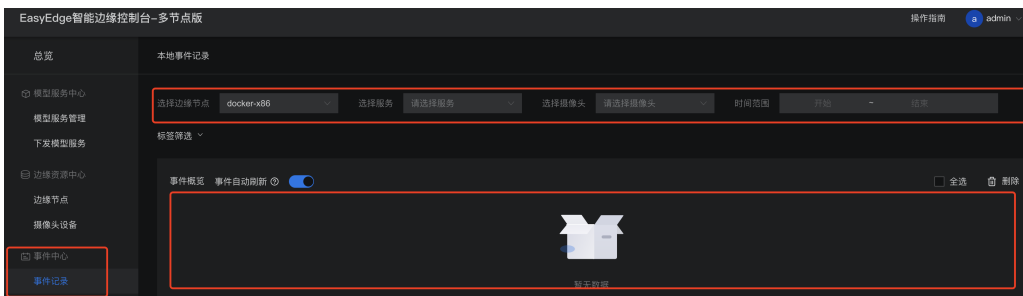 EasyEdge智能边缘控制台-多节点版 操作指南 a admin
总览 本地事件记录
模型服务中心
选择边缘节点 docker-x86 选择服务 请选择服务 选择摄像头 请选择摄像头 时间范围 开始 - 结束
模型服务管理
标签筛选
下发模型服务
边缘资源中心
事件概览 事件自动刷新 全选 删除
边缘节点
摄像头设备
事件中心
事件记录
暂无数据